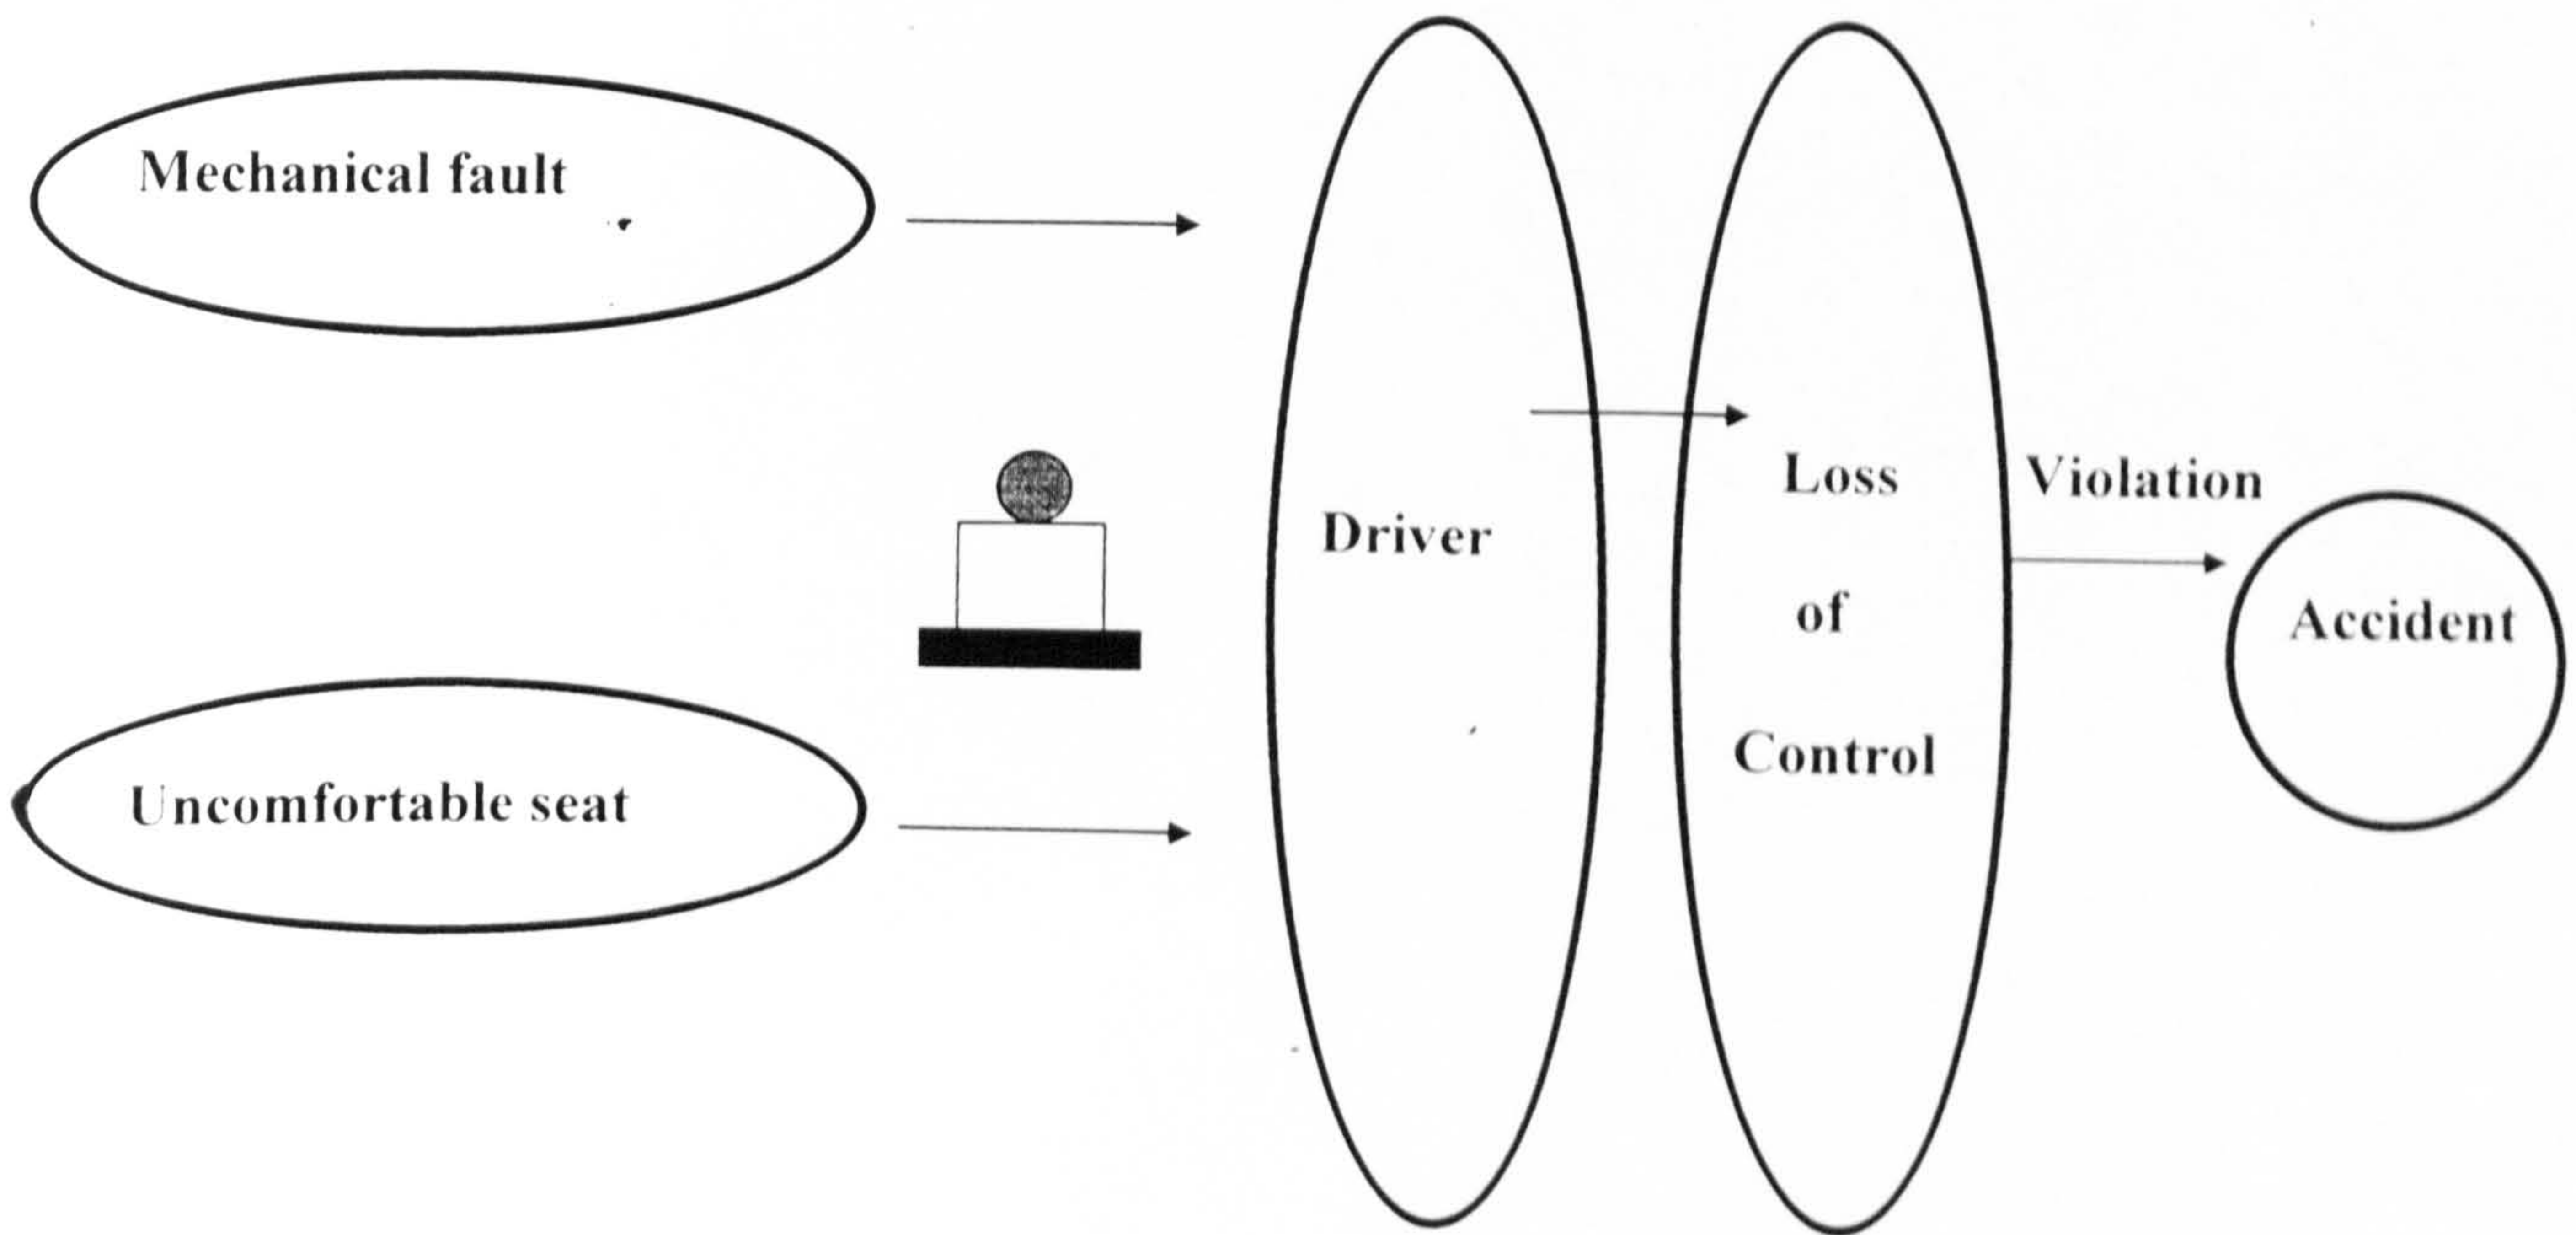 Mechanical fault
Uncomfortable seat
Driver
Loss
of
Control
Violation
Accident